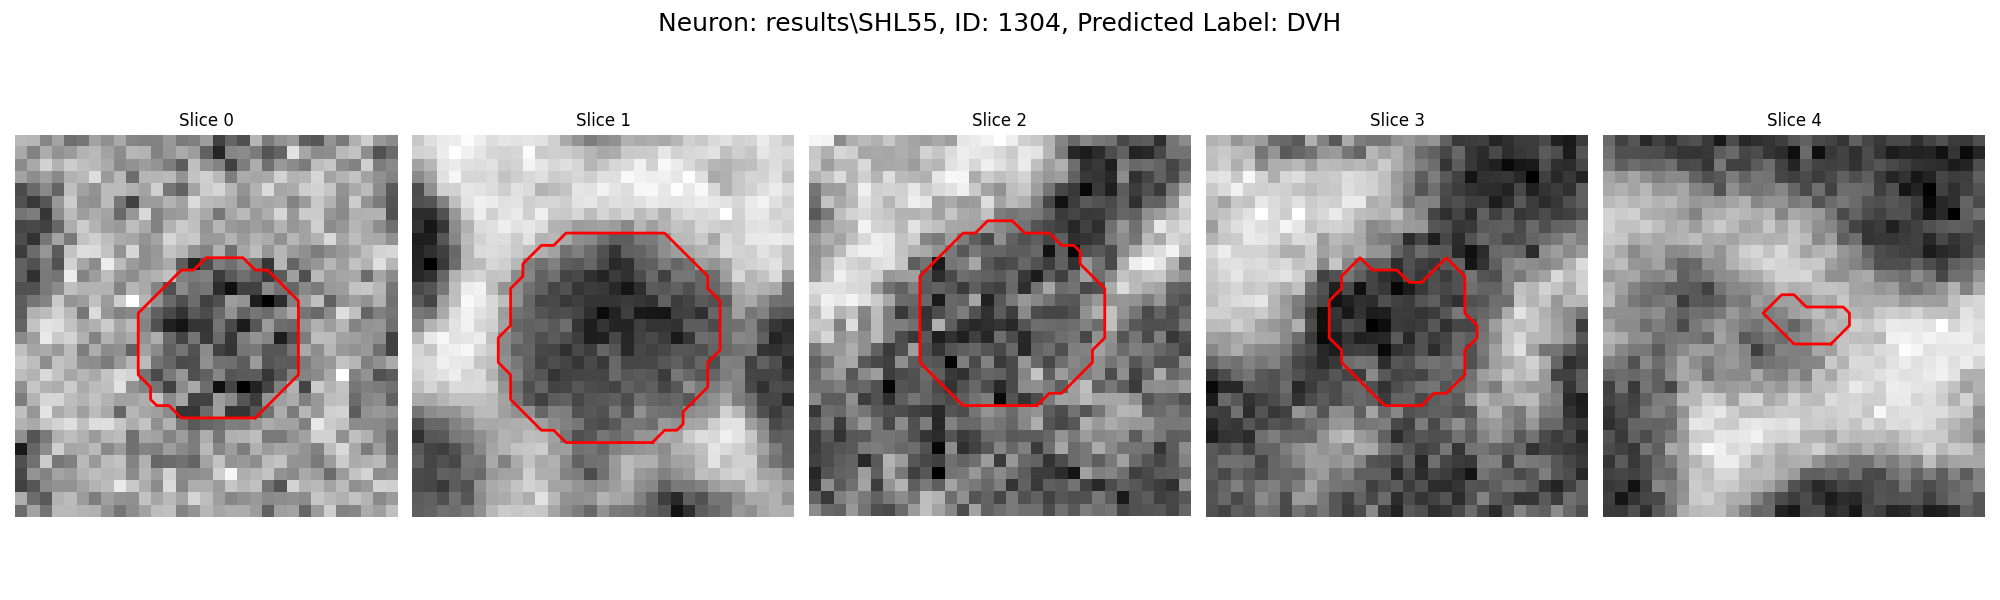 Neuron: results\SHL55, ID: 1304, Predicted Label: DVH
Slice 0
Slice 1
Slice 2
Slice 3
Slice 4